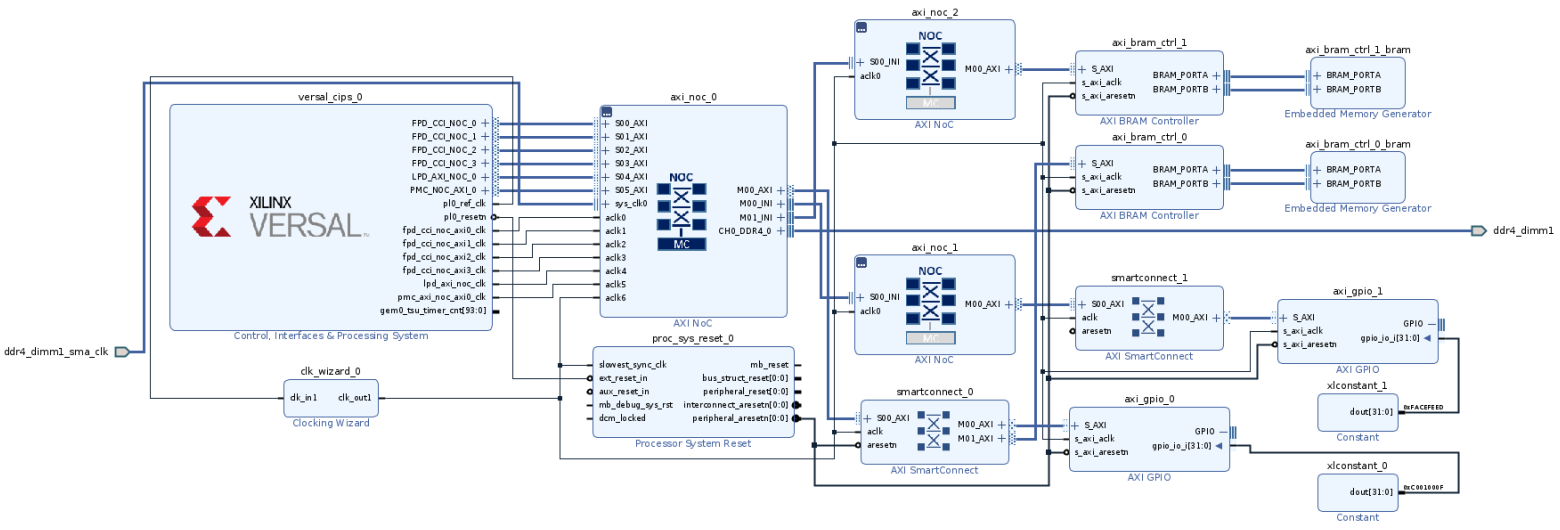 ddr4_dimm1_sma_clk
versal_cips_0
XILINX
VERSAL™
FPD_CCI_NOC_0
FPD_CCI_NOC_1
FPD_CCI_NOC_2
FPD_CCI_NOC_3
LPD_AXI_NOC_0
PMC_NOC_AXI_0
pl0_ref_clk
pl0_resetn
fpd_cci_noc_axi0_clk
fpd_cci_noc_axi1_clk
fpd_cci_noc_axi2_clk
fpd_cci_noc_axi3_clk
lpd_axi_noc_clk
pmc_axi_noc_axi0_clk
gem0_tsu_timer_cnt[93:0]
Control, Interfaces & Processing System
clk_wizard_0
clk_in1
clk_out1
Clocking Wizard
axi_noc_0
S00_AXI
S01_AXI
S02_AXI
S03_AXI
S04_AXI
S05_AXI
sys_clk0
aclk0
aclk1
aclk2
aclk3
aclk4
aclk5
aclk6
NOC
MC
M00_AXI
M00_INI
M01_INI
CH0_DDR4_0
AXI NoC
proc_sys_reset_0
slowest_sync_clk
ext_reset_in
aux_reset_in
mb_debug_sys_rst
dcm_locked
mb_reset
bus_struct_reset[0:0]
peripheral_reset[0:0]
interconnect_aresetn[0:0]
peripheral_aresetn[0:0]
Processor System Reset
axi_noc_2
S00_INI
aclk0
NOC
MC
M00_AXI
AXI NoC
axi_noc_1
S00_INI
aclk0
NOC
MC
M00_AXI
AXI NoC
smartconnect_0
S00_AXI
aclk
aresetn
M00_AXI
M01_AXI
AXI SmartConnect
axi_bram_ctrl_1
S_AXI
s_axi_aclk
s_axi_aresetn
BRAM_PORTA
BRAM_PORTB
AXI BRAM Controller
axi_bram_ctrl_0
S_AXI
s_axi_aclk
s_axi_aresetn
BRAM_PORTA
BRAM_PORTB
AXI BRAM Controller
smartconnect_1
S00_AXI
aclk
aresetn
M00_AXI
AXI SmartConnect
axi_gpio_0
S_AXI
s_axi_aclk
s_axi_aresetn
GPIO
gpio_io_i[31:0]
AXI GPIO
axi_bram_ctrl_1_bram
BRAM_PORTA
BRAM_PORTB
Embedded Memory Generator
axi_bram_ctrl_0_bram
BRAM_PORTA
BRAM_PORTB
Embedded Memory Generator
axi_gpio_1
S_AXI
s_axi_aclk
s_axi_aresetn
GPIO
gpio_io_i[31:0]
AXI GPIO
xlconstant_1
dout[31:0]
0xFACEFEED
Constant
xlconstant_0
dout[31:0]
0xC001000F
Constant
ddr4_dimm1